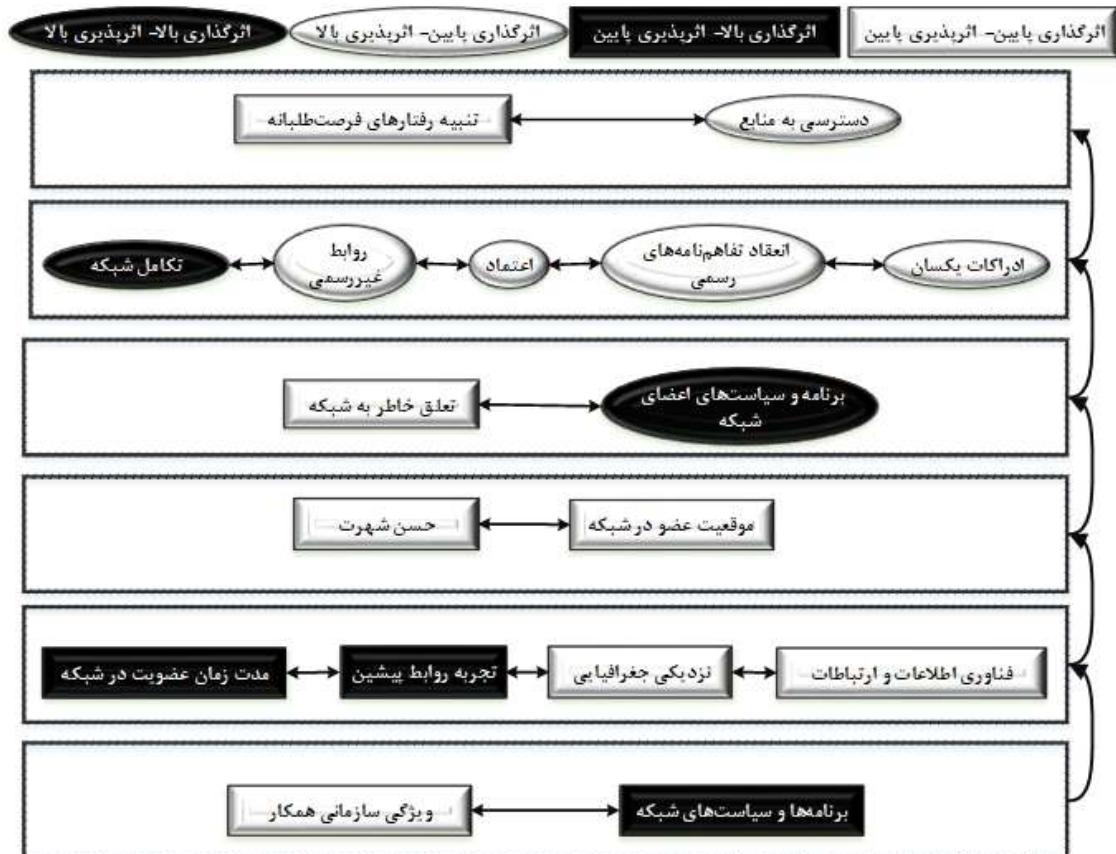 اثرگذاری پایین- اثرپذیری پایین
اثرگذاری بالا- اثرپذیری پایین
اثرگذاری پایین- اثرپذیری بالا
اثرگذاری بالا- اثرپذیری بالا
دسترسی به منابع
تنبیه رفتارهای فرصت‌طلبانه
ادراکات یکسان
انعقاد تفاهم‌نامه‌های
رسمی
اعتماد
روابط
غیررسمی
تکامل شبکه
برنامه و سیاست‌های اعضای
شبکه
تعلق خاطر به شبکه
موقعیت عضو در شبکه
حسن شهرت
فناوری اطلاعات و ارتباطات
نزدیکی جغرافیایی
تجربه روابط پیشین
مدت زمان عضویت در شبکه
برنامه‌ها و سیاست‌های شبکه
ویژگی سازمانی همکار